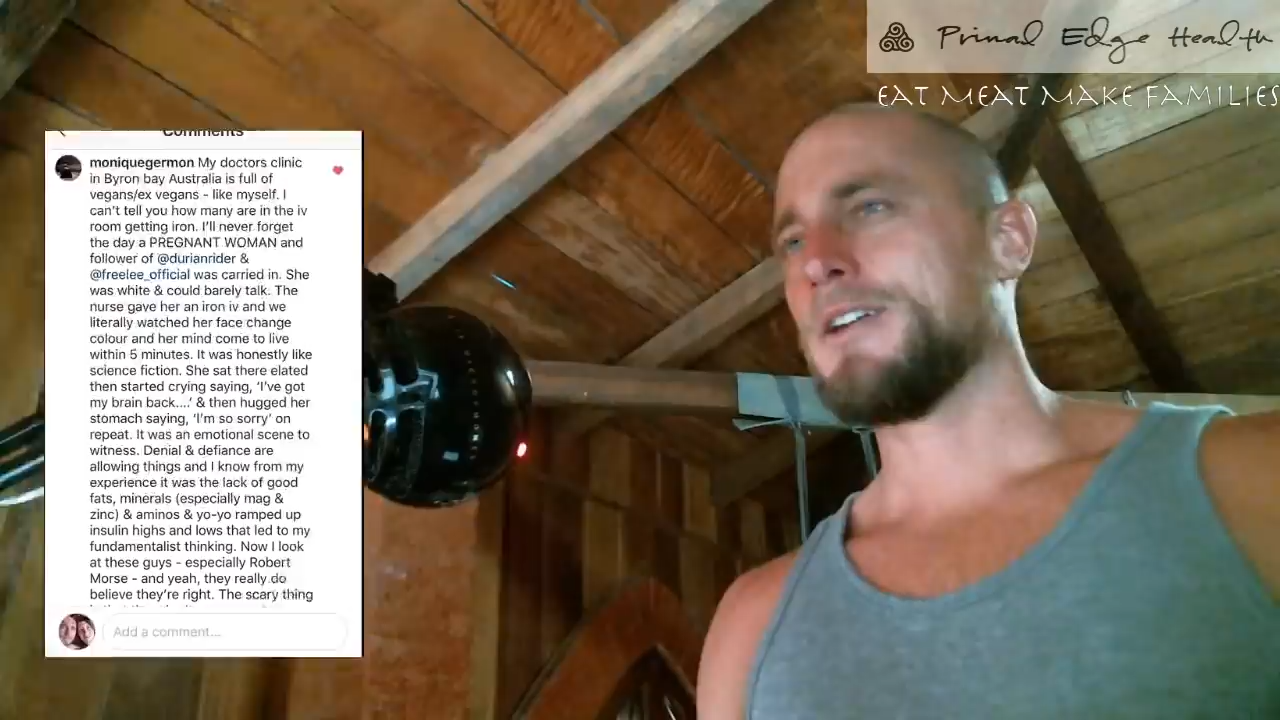 Primal Edge Health
EAT MEAT MAKE FAMILIES
Comments
moniquegermon My doctors clinic
in Byron bay Australia is full of
vegans/ex vegans - like myself. I
can't tell you how many are in the iv
room getting iron. I'll never forget
the day a PREGNANT WOMAN and
follower of @durianrider &
@freelee_official was carried in. She
was white & could barely talk. The
nurse gave her an iron iv and we
literally watched her face change
colour and her mind come to live
within 5 minutes. It was honestly like
science fiction. She sat there elated
then started crying saying, 'I've got
my brain back....' & then hugged her
stomach saying, 'I'm so sorry' on
repeat. It was an emotional scene to
witness. Denial & defiance are
allowing things and I know from my
experience it was the lack of good
fats, minerals (especially mag &
zinc) & aminos & yo-yo ramped up
insulin highs and lows that led to my
fundamentalist thinking. Now I look
at these guys - especially Robert
Morse - and yeah, they really do
believe they're right. The scary thing
Add a comment...